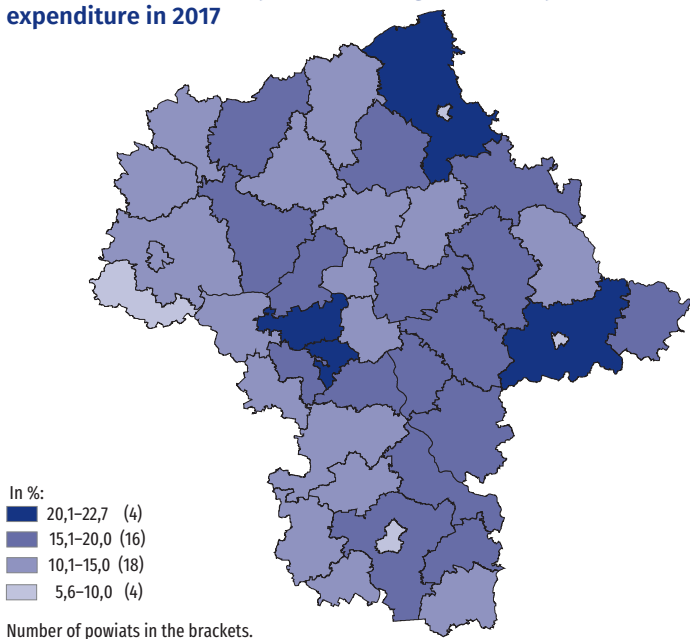 expenditure in 2017
In %:
20,1–22,7 (4)
15,1–20,0 (16)
10,1–15,0 (18)
5,6–10,0 (4)
Number of powiats in the brackets.